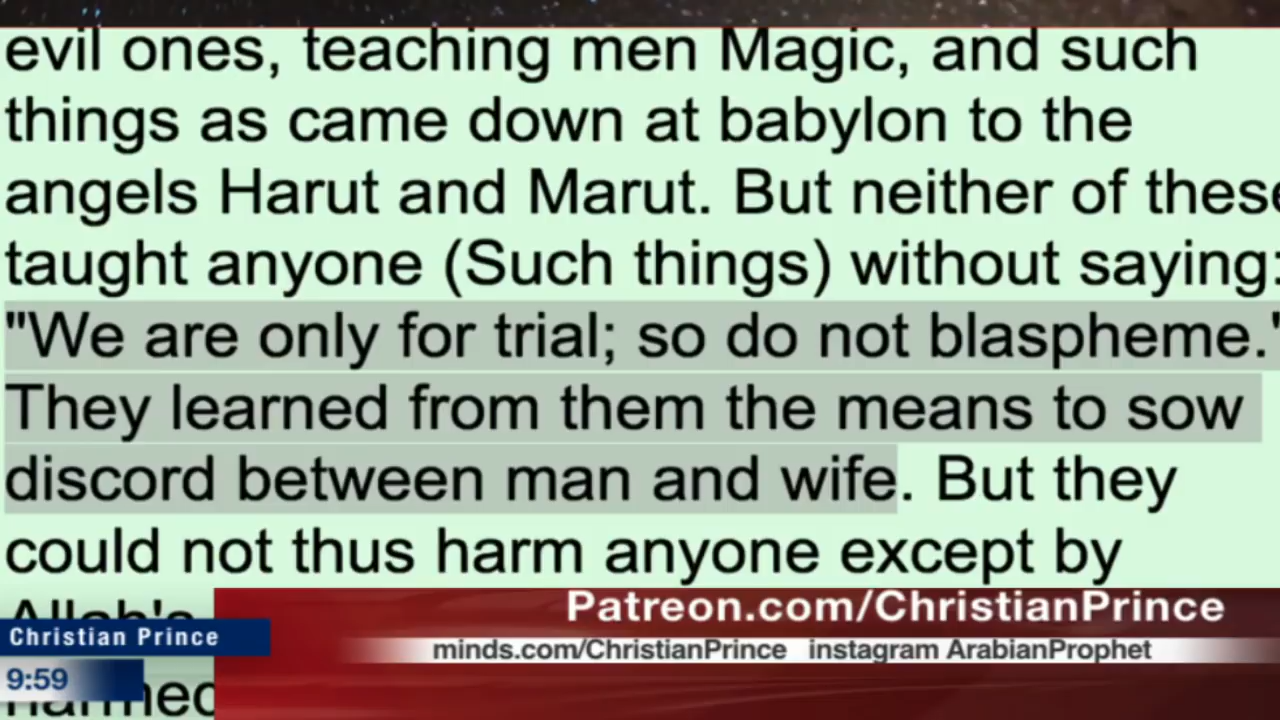 evil ones, teaching men Magic, and such
things as came down at babylon to the
angels Harut and Marut. But neither of these
taught anyone (Such things) without saying:
"We are only for trial; so do not blaspheme."
They learned from them the means to sow
discord between man and wife. But they
could not thus harm anyone except by
Allah's
Patreon.com/ChristianPrince
Christian Prince
minds.com/ChristianPrince instagram ArabianProphet
9:59